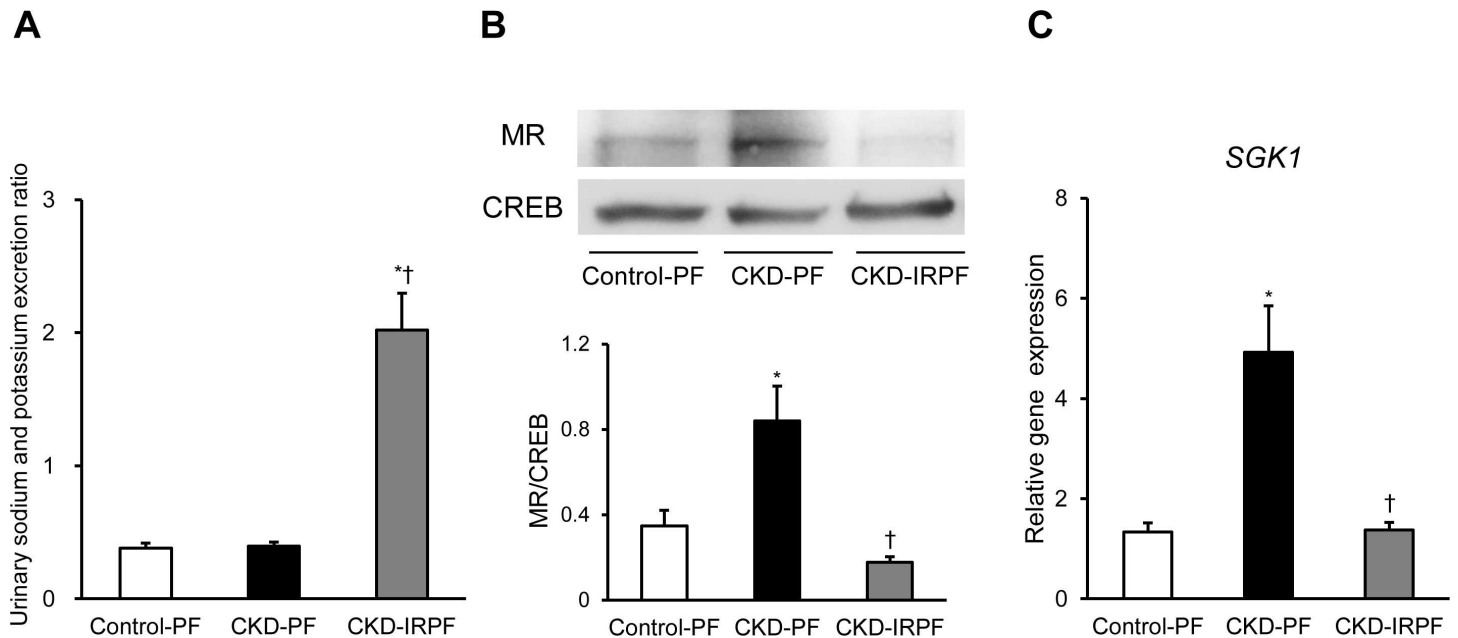 A
Urinary sodium and potassium excretion ratio
3
2
1
0
*†
Control-PF CKD-PF CKD-IRPF
B
MR
CREB
Control-PF CKD-PF CKD-IRPF
MR/CREB
1.2
0.8
0.4
0
*
†
Control-PF CKD-PF CKD-IRPF
C
SGK1
Relative gene expression
8
6
4
2
0
*
†
Control-PF CKD-PF CKD-IRPF